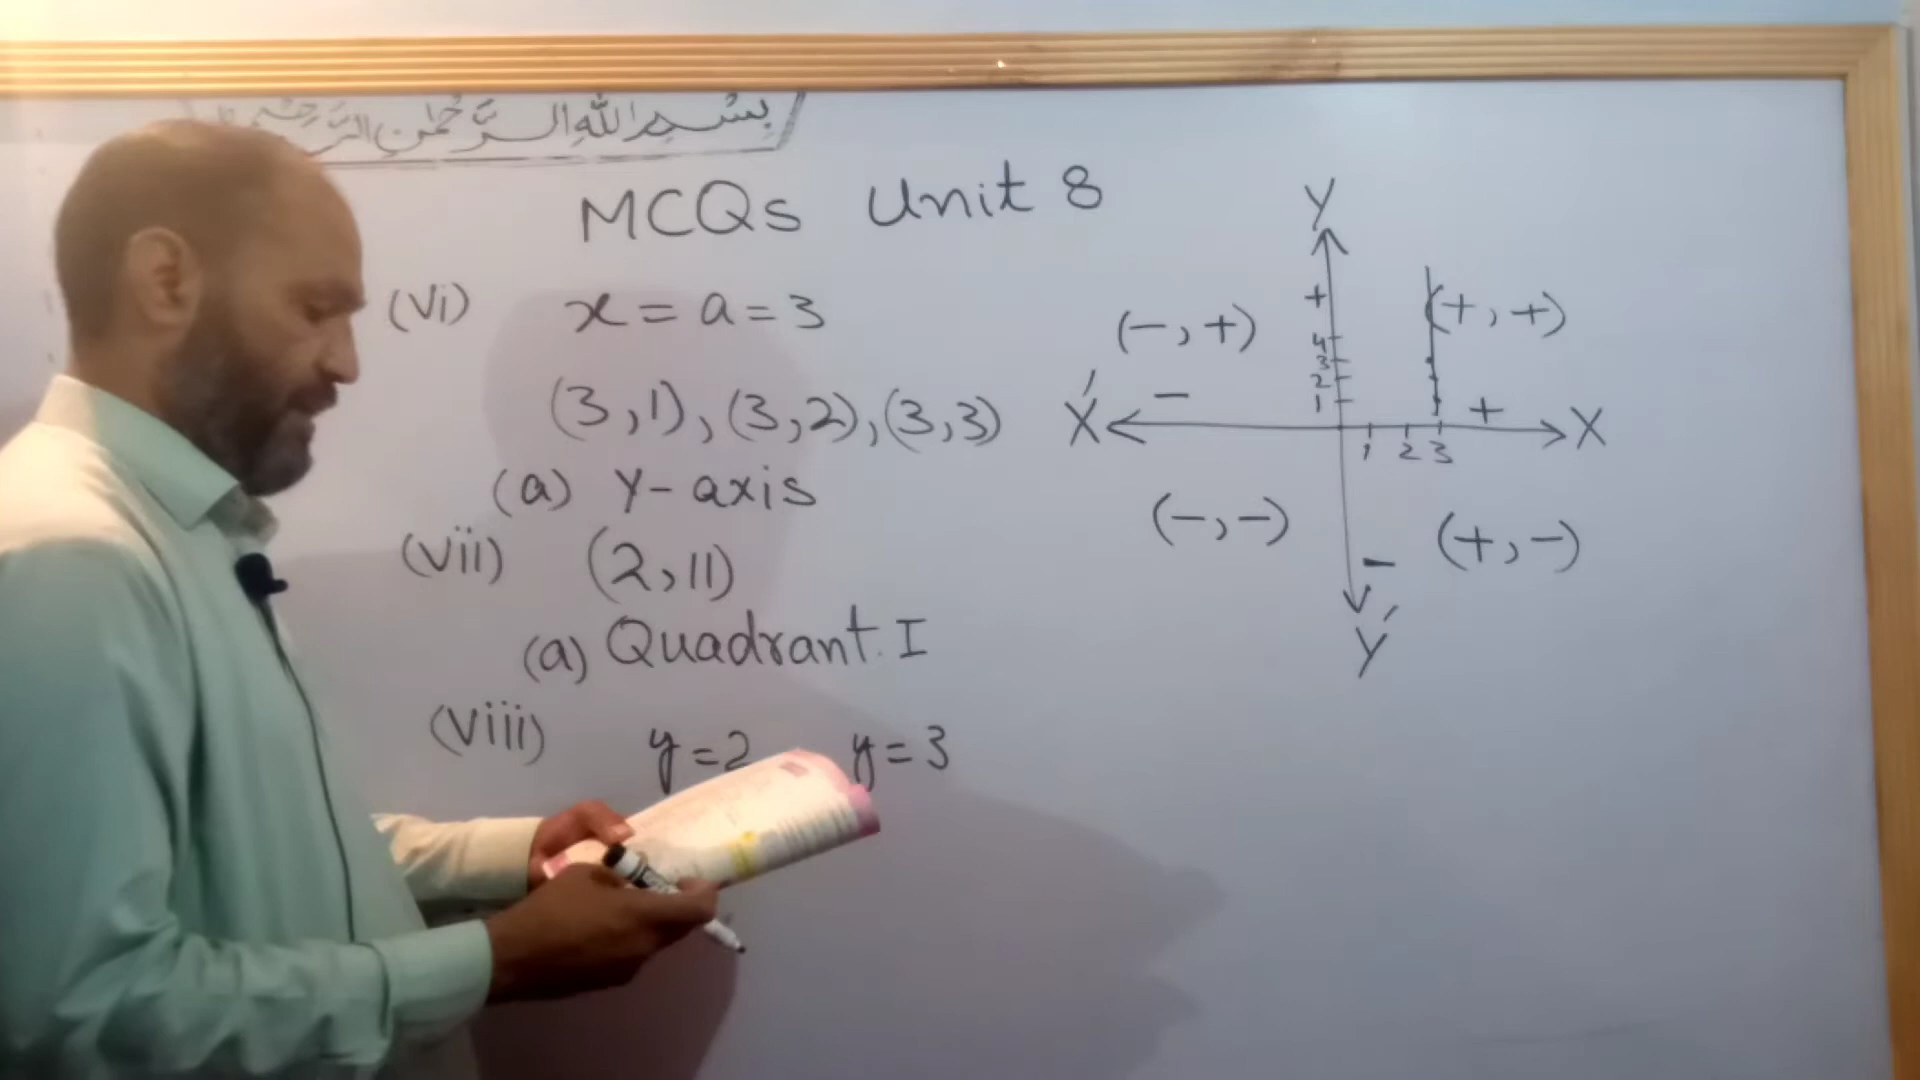 بسم الله الرحمن الرحيم
MCQs Unit 8
(vi) x = a = 3
(3,1), (3,2), (3,3)
(a) Y-axis
(vii) (2,11)
(a) Quadrant I
(viii) y=2 y=3
Y
+
(-,+) (+,+)
4
3
2
1
X́ - + X
1 2 3
(-,-) (+,-)
-
Y′